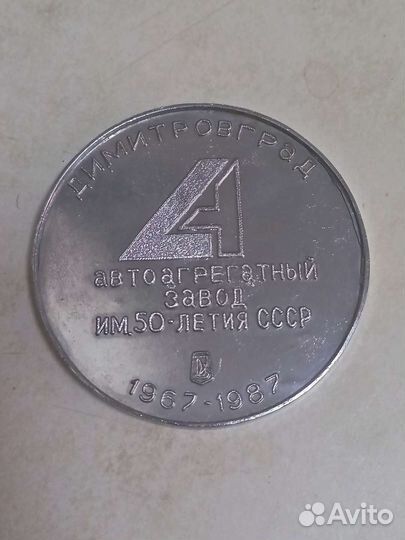 ДИМИТРОВГРАД
автоагрегатный
завод
им. 50-летия СССР
1967-1987
Avito